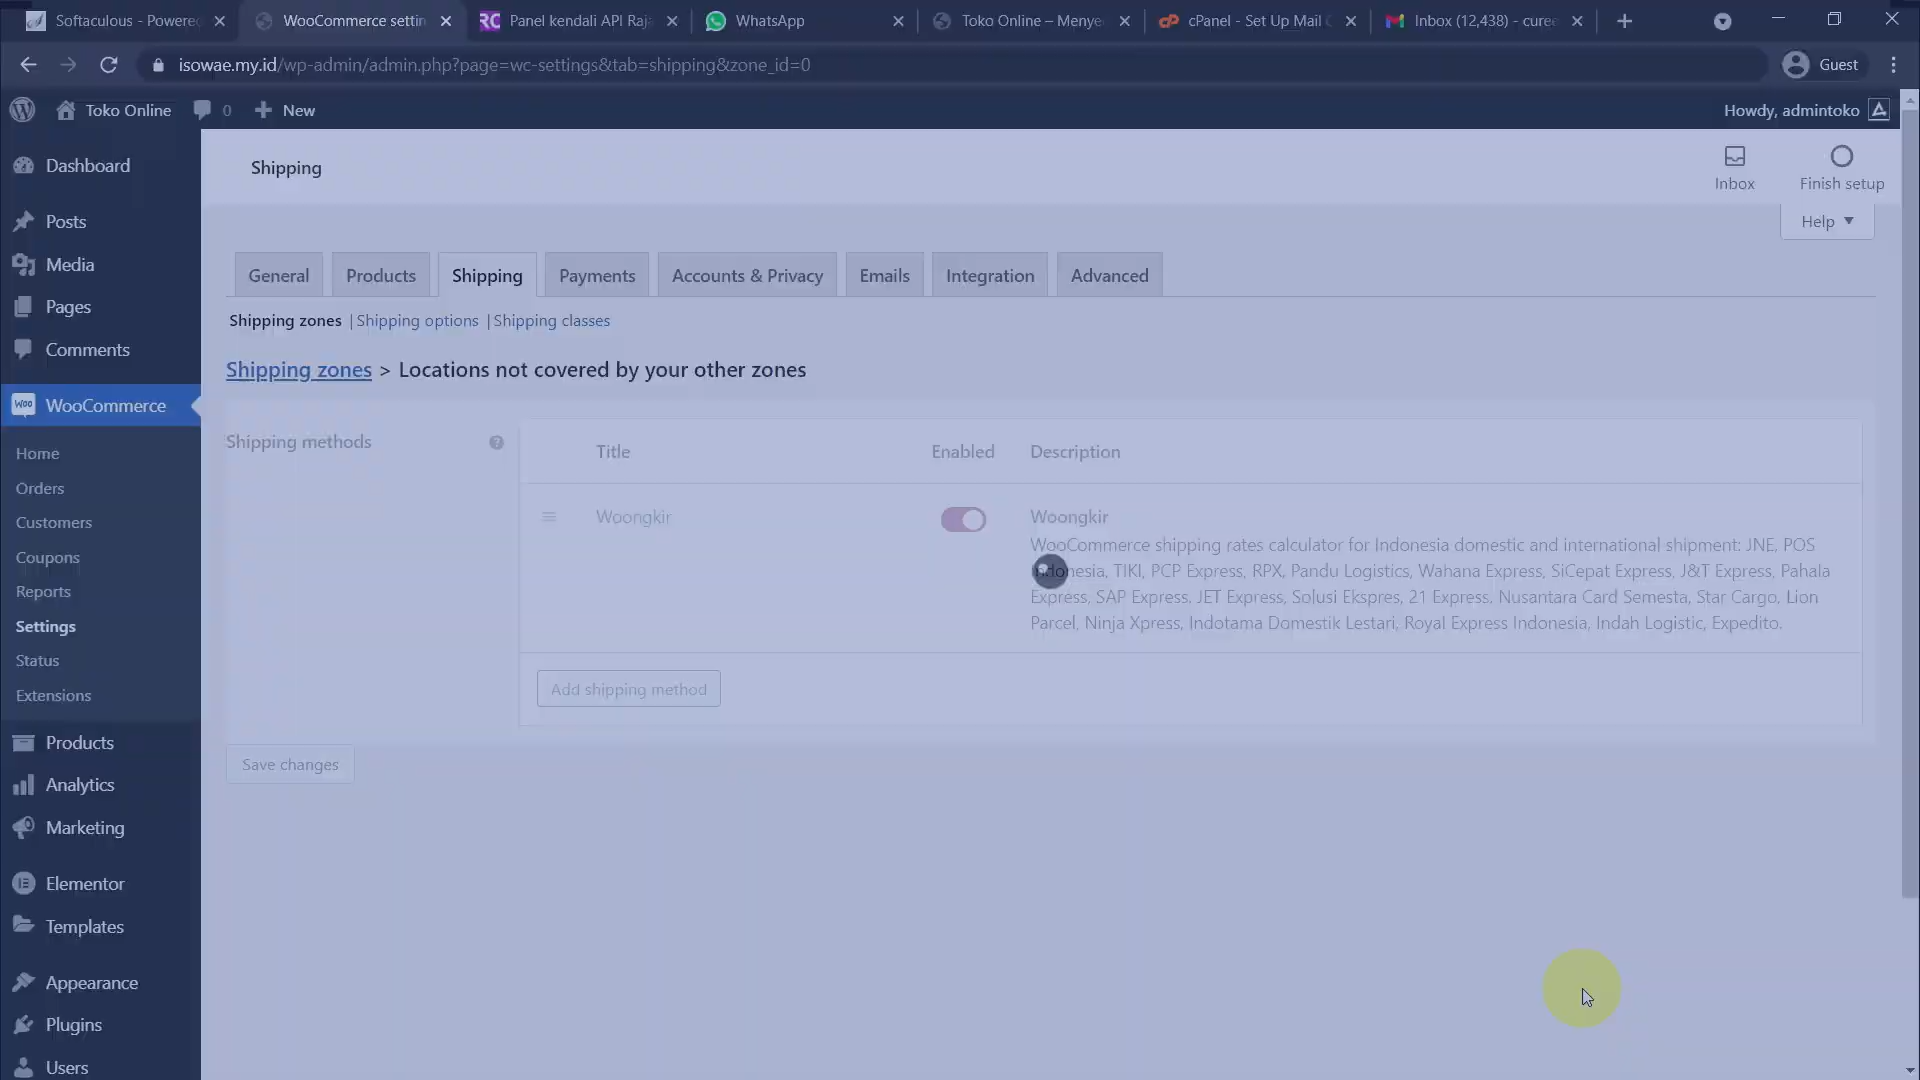 Softaculous - Powered
WooCommerce settin
Panel kendali API Raja
WhatsApp
Toko Online – Menye
cPanel - Set Up Mail C
Inbox (12,438) - curee
isowae.my.id/wp-admin/admin.php?page=wc-settings&tab=shipping&zone_id=0
Guest
Toko Online
0
New
Howdy, admintoko
Dashboard
Posts
Media
Pages
Comments
WooCommerce
Home
Orders
Customers
Coupons
Reports
Settings
Status
Extensions
Products
Analytics
Marketing
Elementor
Templates
Appearance
Plugins
Users
Shipping
Inbox
Finish setup
Help
General
Products
Shipping
Payments
Accounts & Privacy
Emails
Integration
Advanced
Shipping zones | Shipping options | Shipping classes
Shipping zones > Locations not covered by your other zones
Shipping methods
Title
Enabled
Description
Woongkir
Woongkir
WooCommerce shipping rates calculator for Indonesia domestic and international shipment: JNE, POS
Indonesia, TIKI, PCP Express, RPX, Pandu Logistics, Wahana Express, SiCepat Express, J&T Express, Pahala
Express, SAP Express, JET Express, Solusi Ekspres, 21 Express, Nusantara Card Semesta, Star Cargo, Lion
Parcel, Ninja Xpress, Indotama Domestik Lestari, Royal Express Indonesia, Indah Logistic, Expedito.
Add shipping method
Save changes